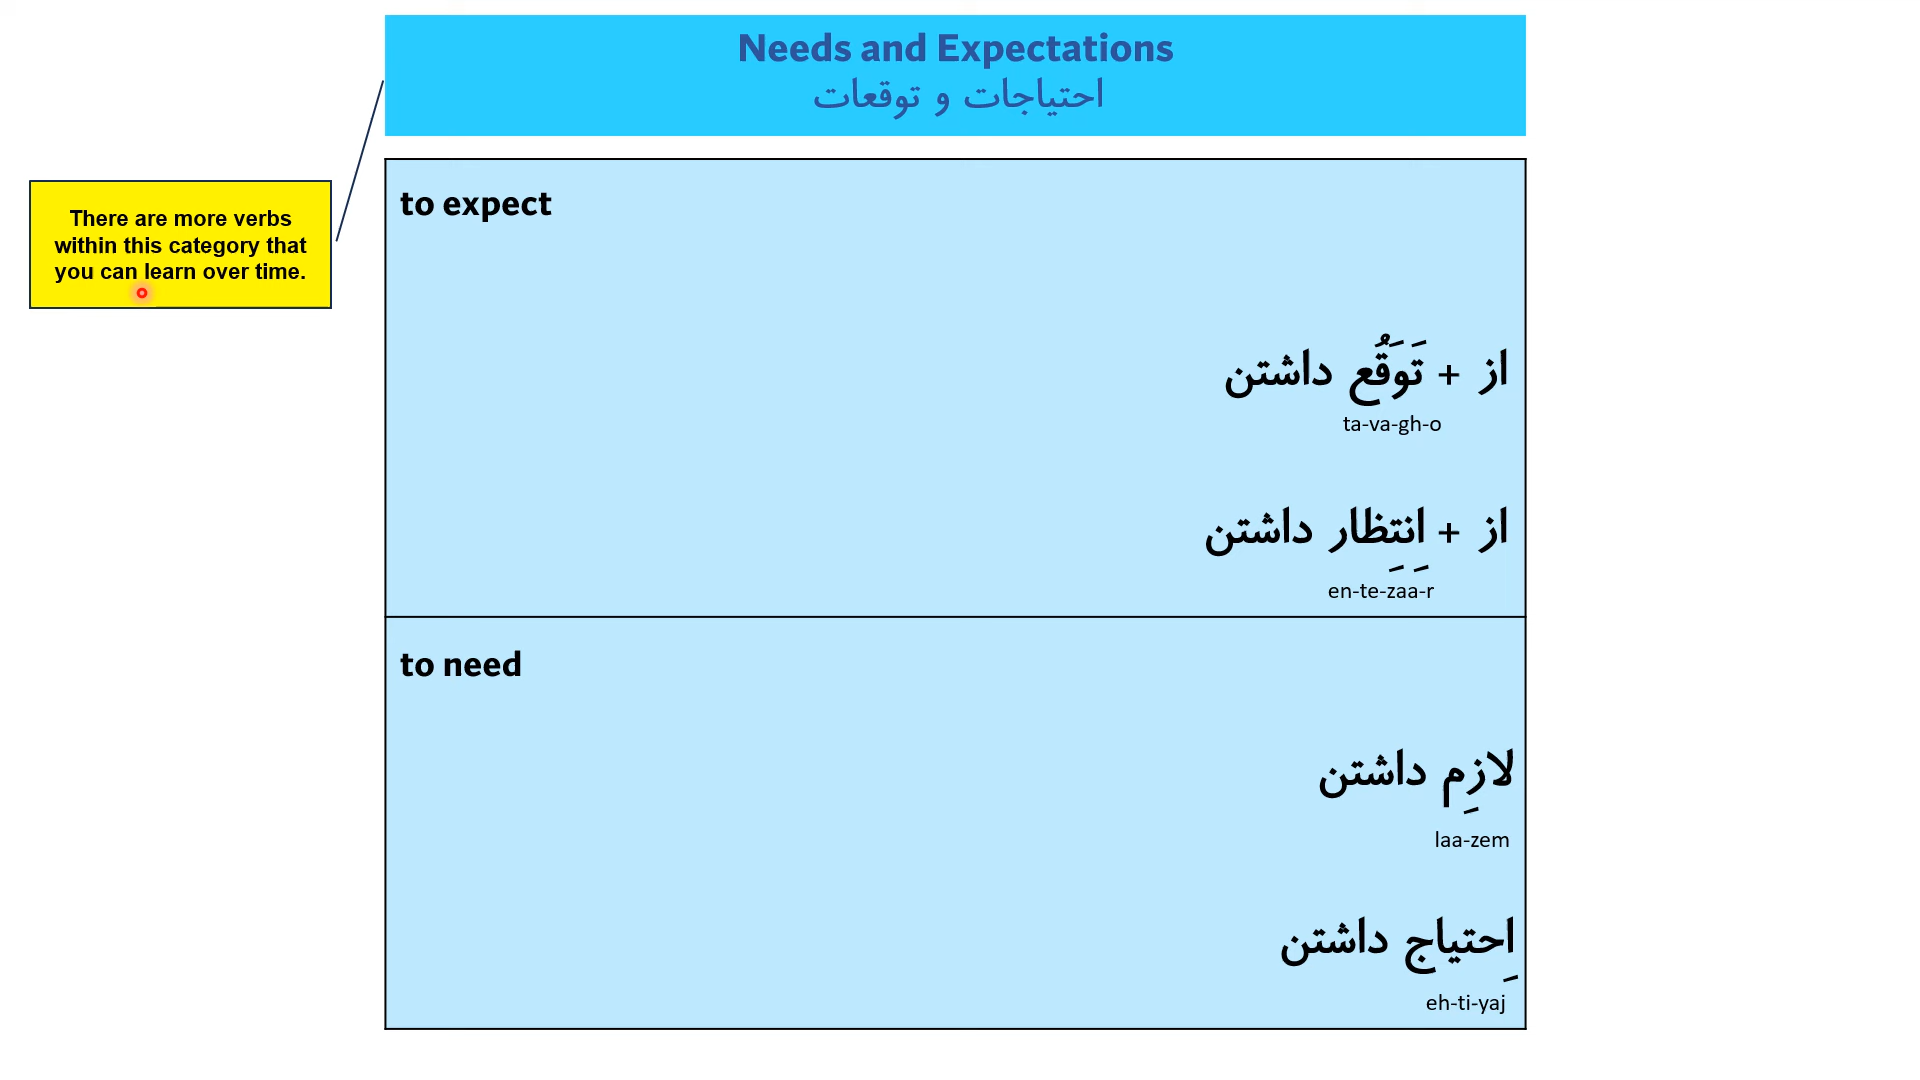 Needs and Expectations
احتیاجات و توقعات
There are more verbs
within this category that
you can learn over time.
to expect
از + تَوَقُع داشتن
ta-va-gh-o
از + اِنتِظار داشتن
en-te-zaa-r
to need
لازِم داشتن
laa-zem
اِحتیاج داشتن
eh-ti-yaj